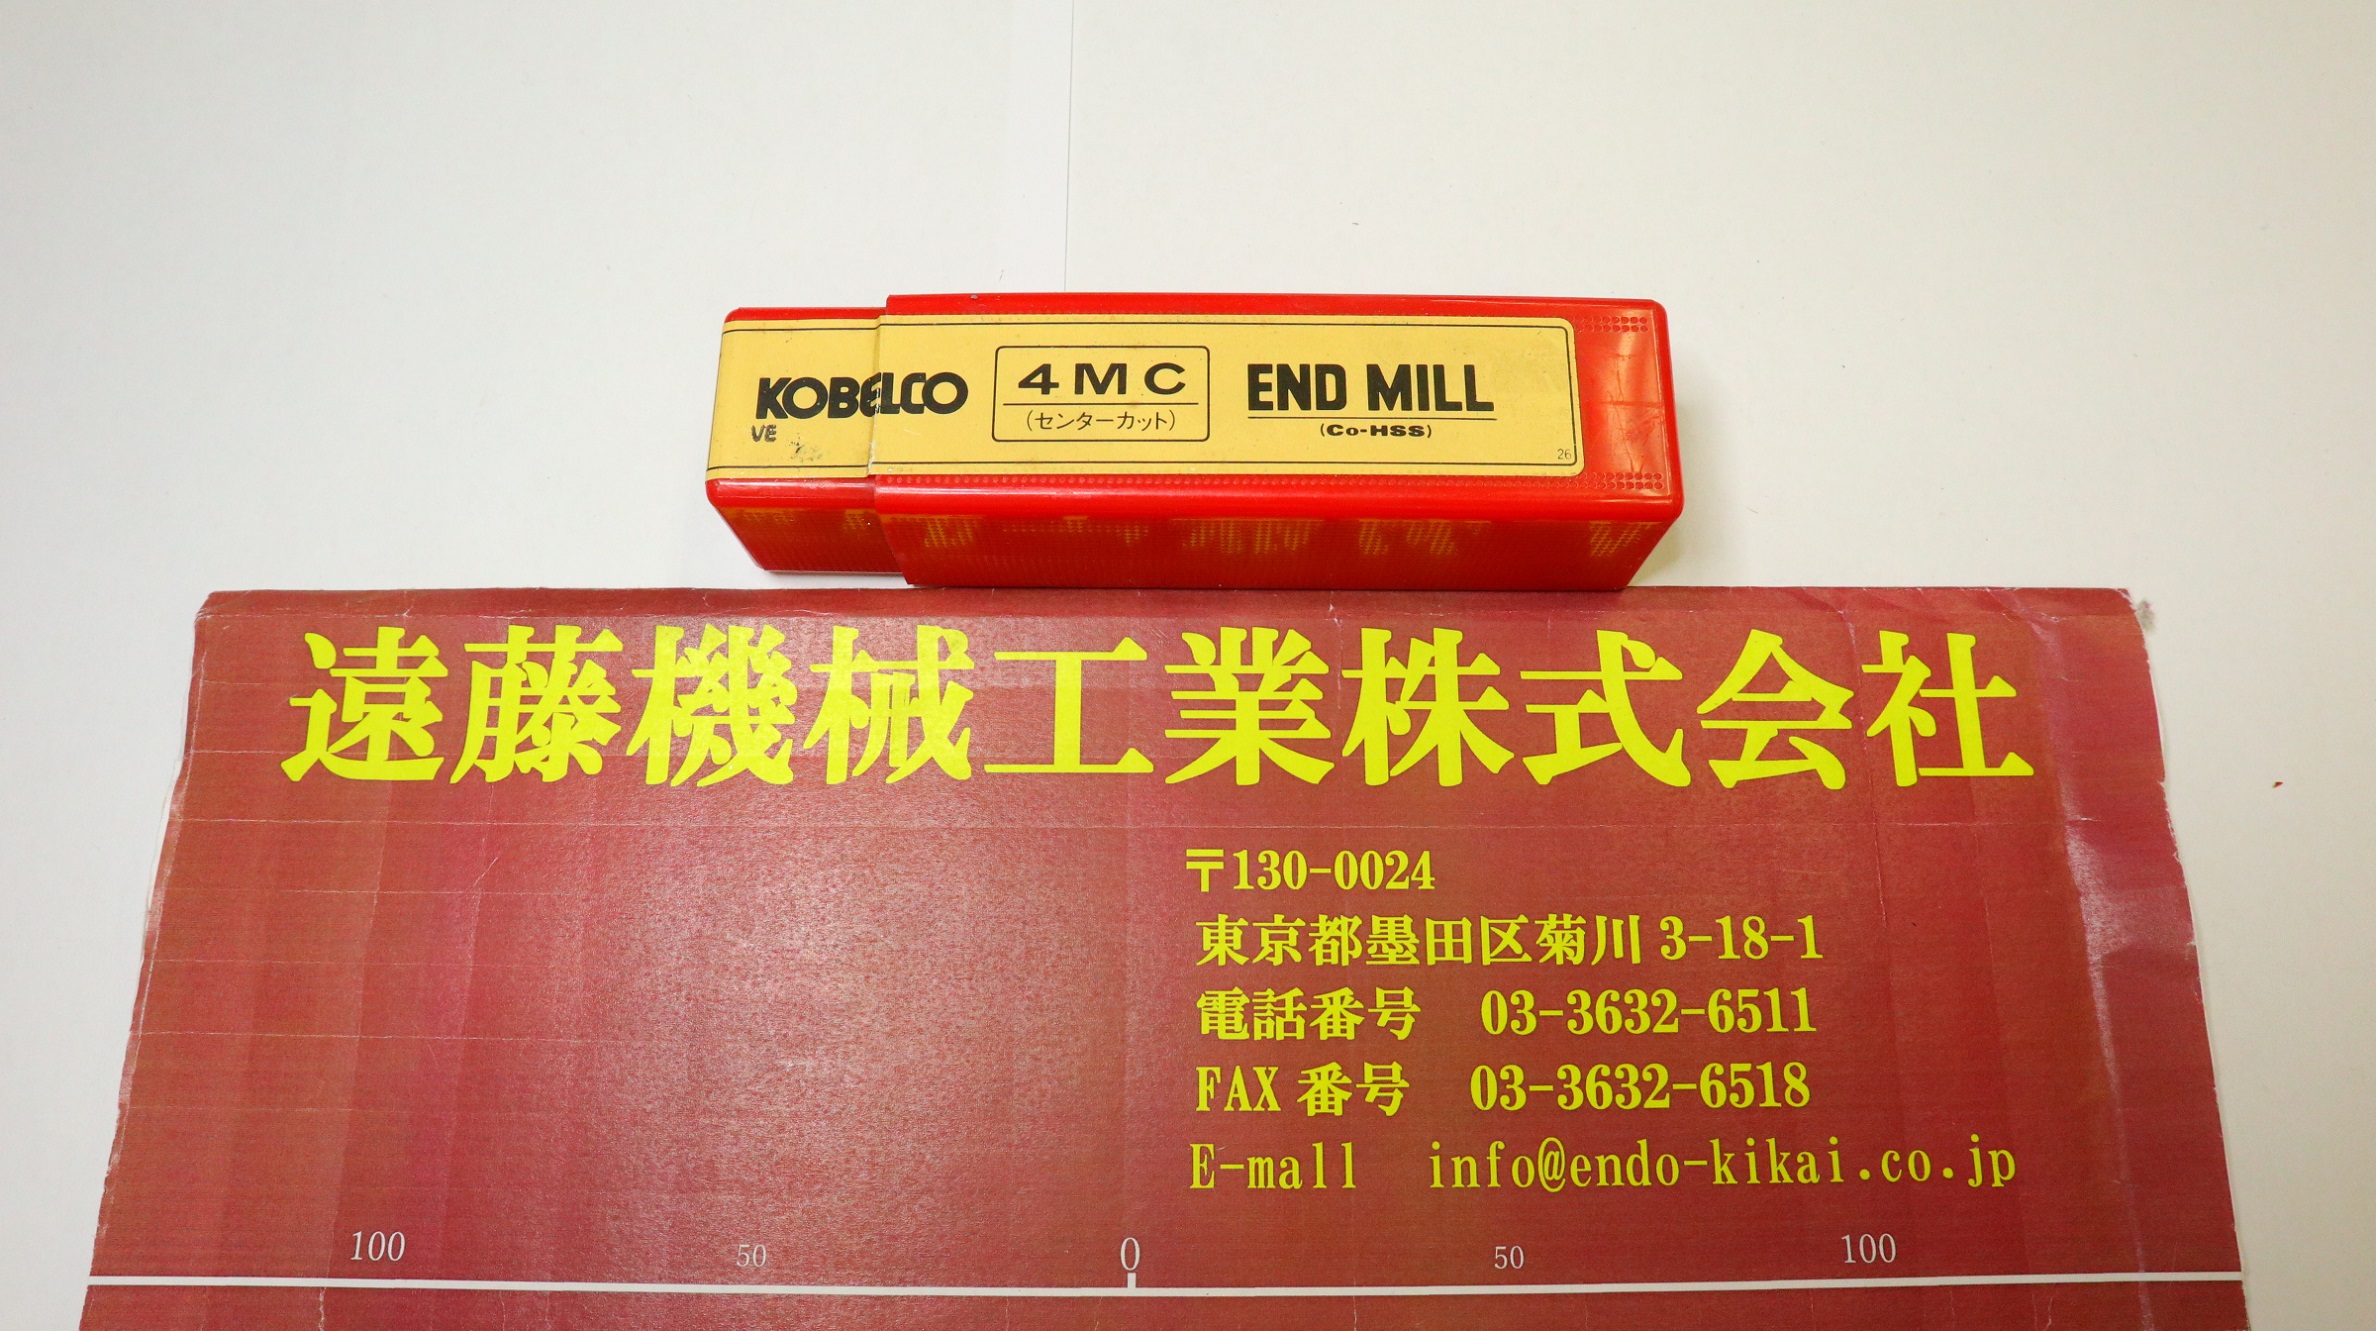 KOBELCO
VE
4MC
(センターカット)
END MILL
(Co-HSS)
26
遠藤機械工業株式会社
〒130-0024
東京都墨田区菊川 3-18-1
電話番号 03-3632-6511
FAX 番号 03-3632-6518
E-mall info@endo-kikai.co.jp
100 50 0 50 100